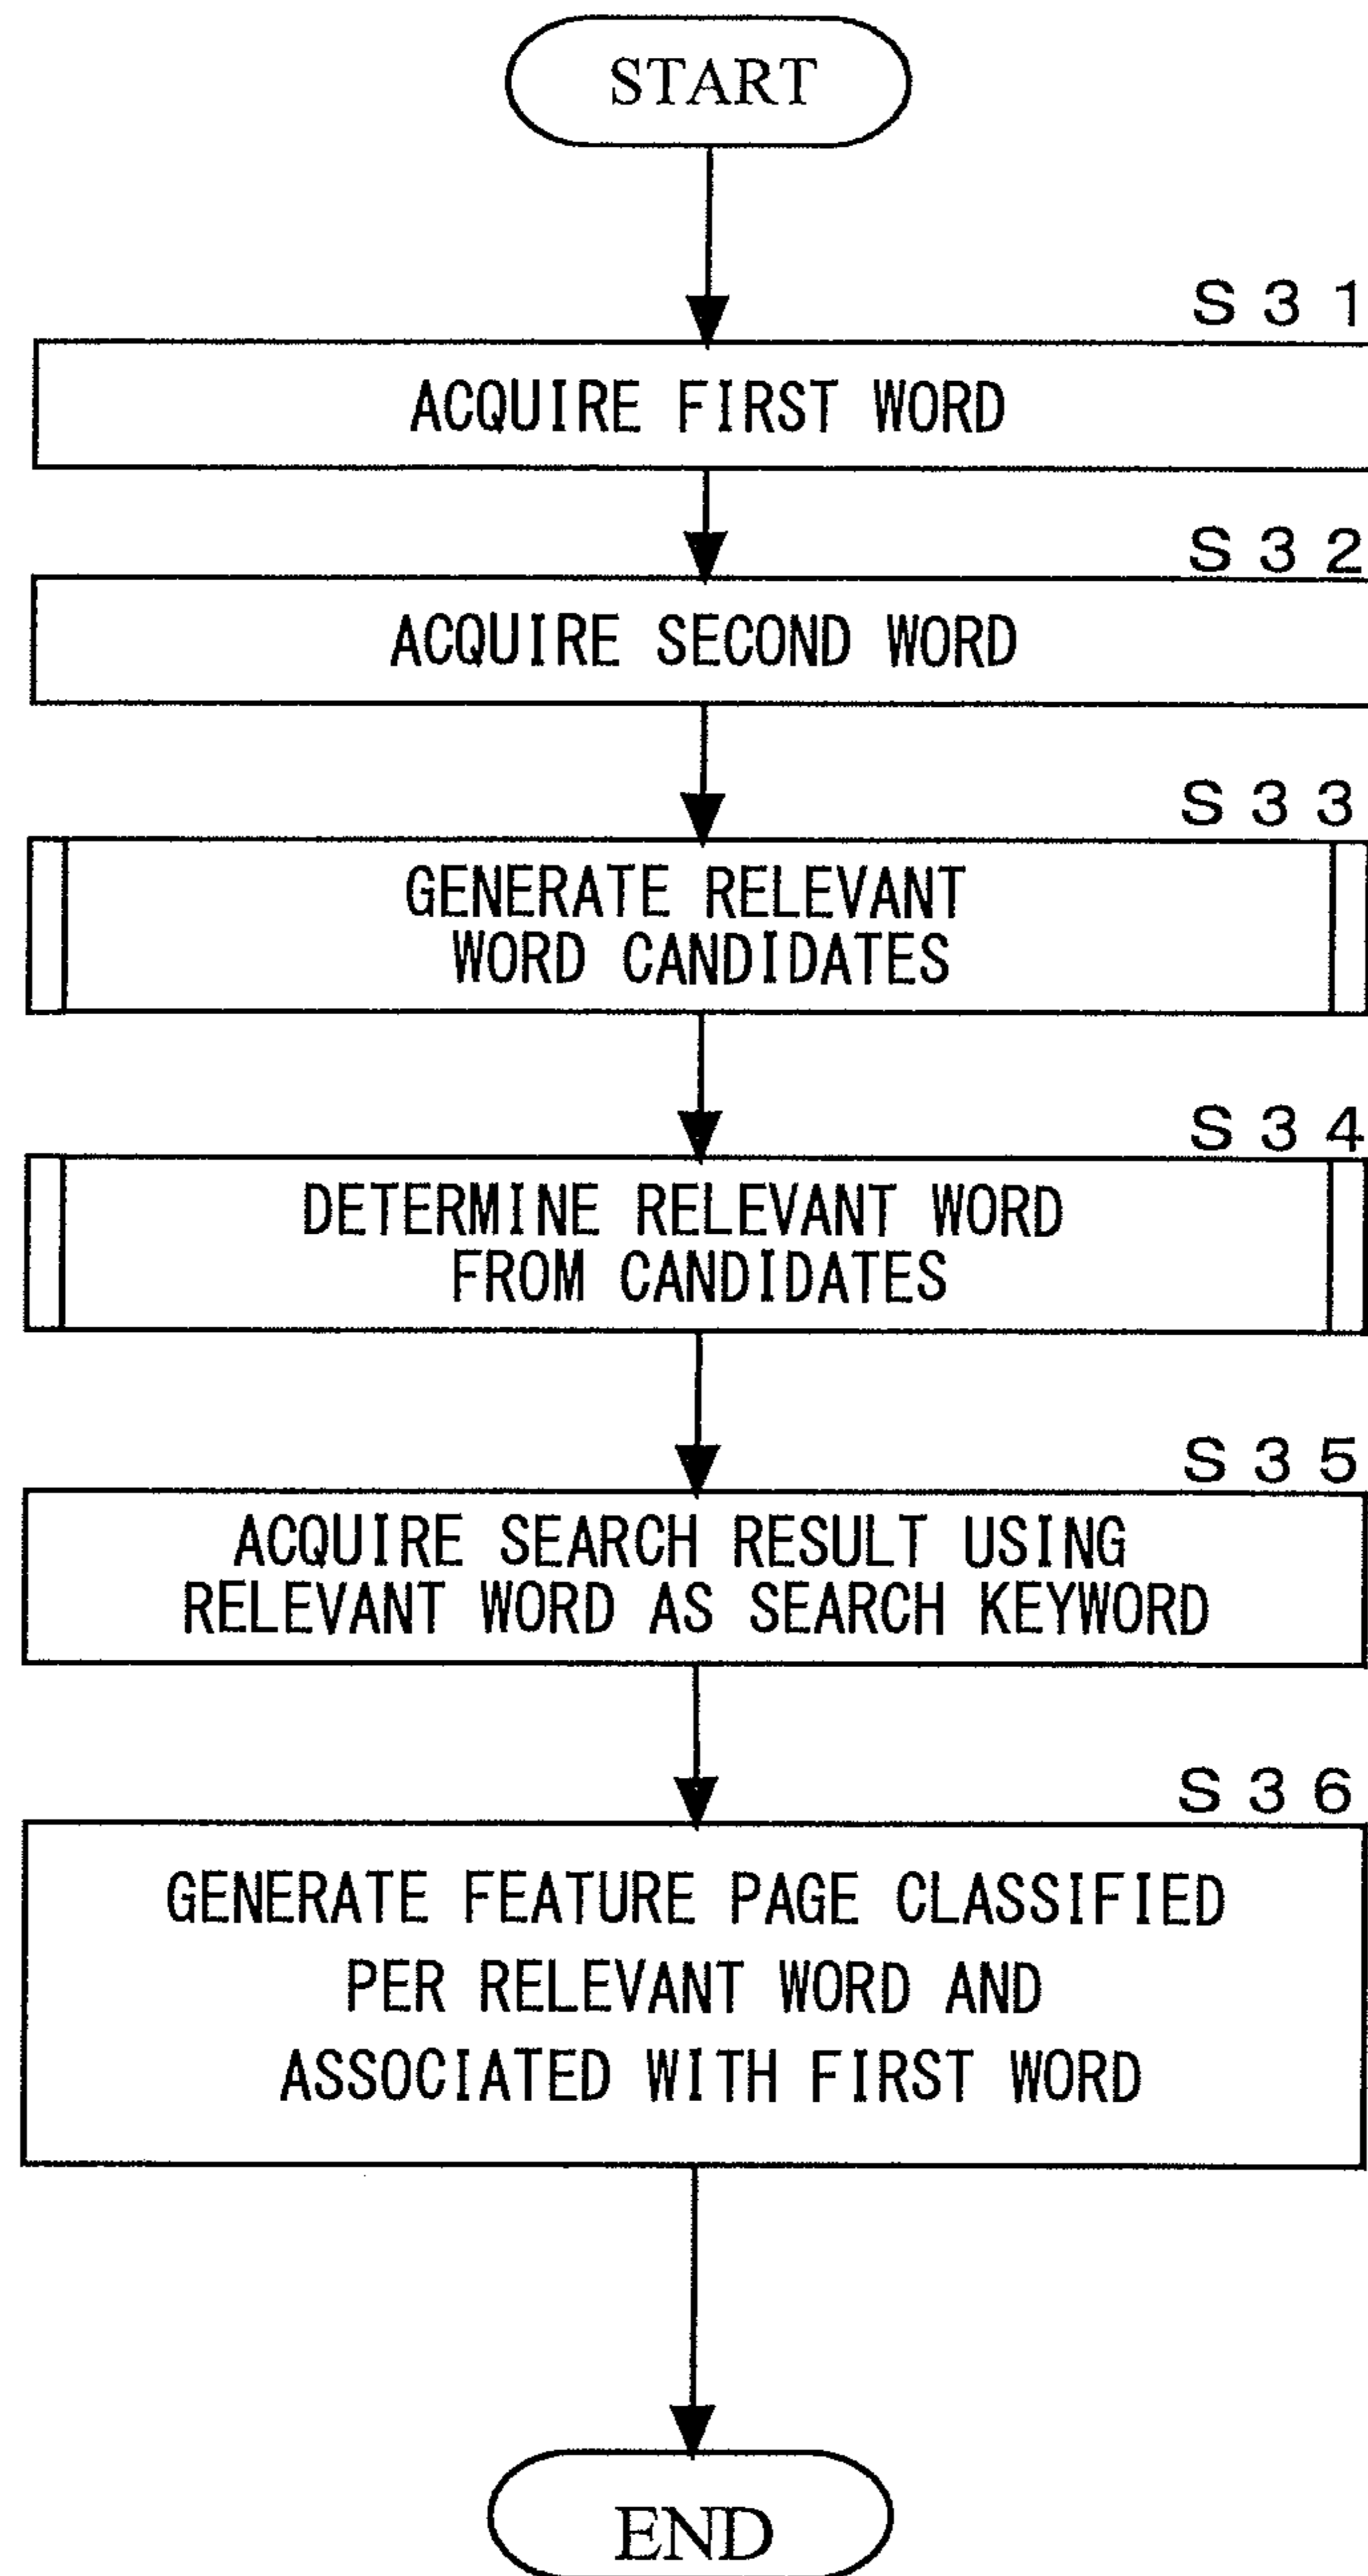 START
S31
ACQUIRE FIRST WORD
S32
ACQUIRE SECOND WORD
S33
GENERATE RELEVANT
WORD CANDIDATES
S34
DETERMINE RELEVANT WORD
FROM CANDIDATES
S35
ACQUIRE SEARCH RESULT USING
RELEVANT WORD AS SEARCH KEYWORD
S36
GENERATE FEATURE PAGE CLASSIFIED
PER RELEVANT WORD AND
ASSOCIATED WITH FIRST WORD
END